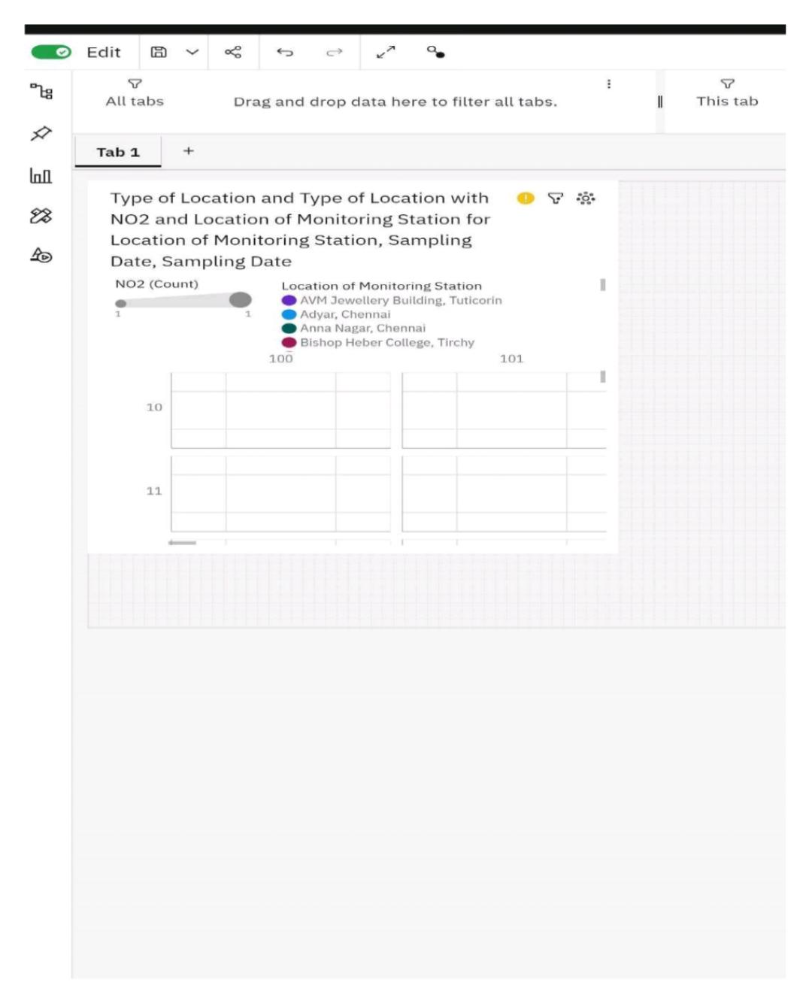 Edit
All tabs
Drag and drop data here to filter all tabs.
This tab
Tab 1
+
Type of Location and Type of Location with
NO2 and Location of Monitoring Station for
Location of Monitoring Station, Sampling
Date, Sampling Date
NO2 (Count)
1 1
Location of Monitoring Station
AVM Jewellery Building, Tuticorin
Adyar, Chennai
Anna Nagar, Chennai
Bishop Heber College, Tirchy
100 101
10
11